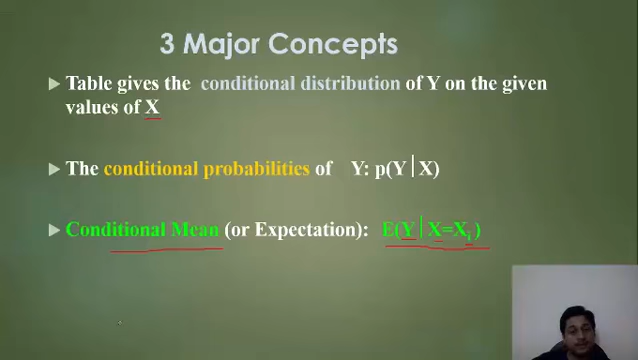 3 Major Concepts
Table gives the conditional distribution of Y on the given
values of X
The conditional probabilities of Y: p(Y│X)
Conditional Mean (or Expectation): E(Y│X=Xi)